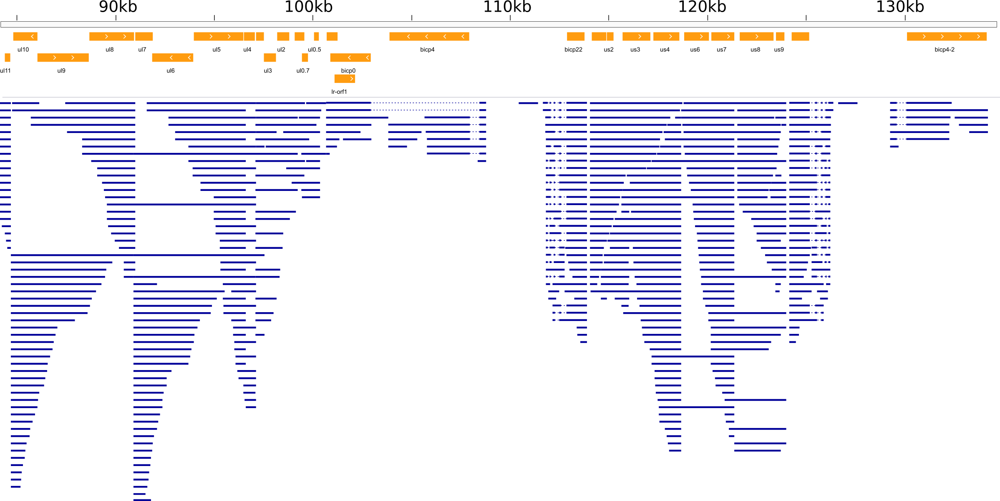 90kb 100kb 110kb 120kb 130kb
ul10 ul8 ul7 ul5 ul4 ul2 ul0.5 bicp4 bicp22 us2 us3 us4 us6 us7 us8 us9 bicp4-2
ul11 ul9 ul6 ul3 ul0.7 bicp0
lr-orf1